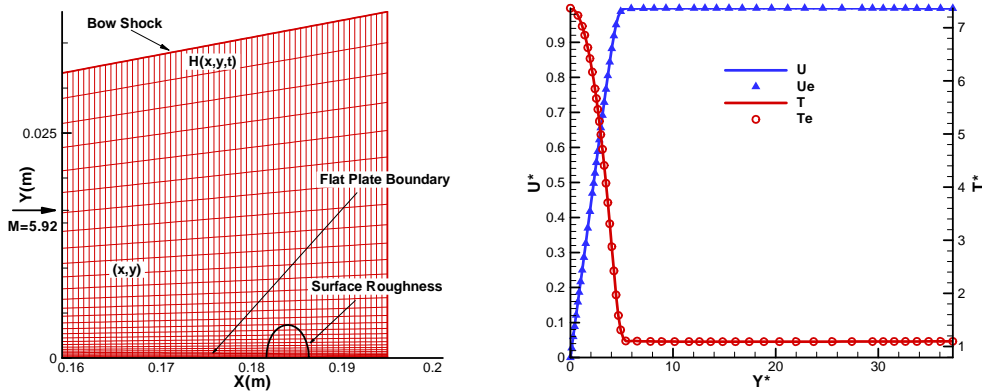 Bow Shock
H(x,y,t)
0.025
Y(m)
Flat Plate Boundary
M=5.92
(x,y)
Surface Roughness
0
0.16
0.17
0.18
0.19
0.2
X(m)
0.9
0.8
0.7
0.6
0.5
0.4
0.3
0.2
0.1
0
U*
U
Ue
T
Te
7
6
5
4
3
2
1
T*
0
10
20
30
Y*